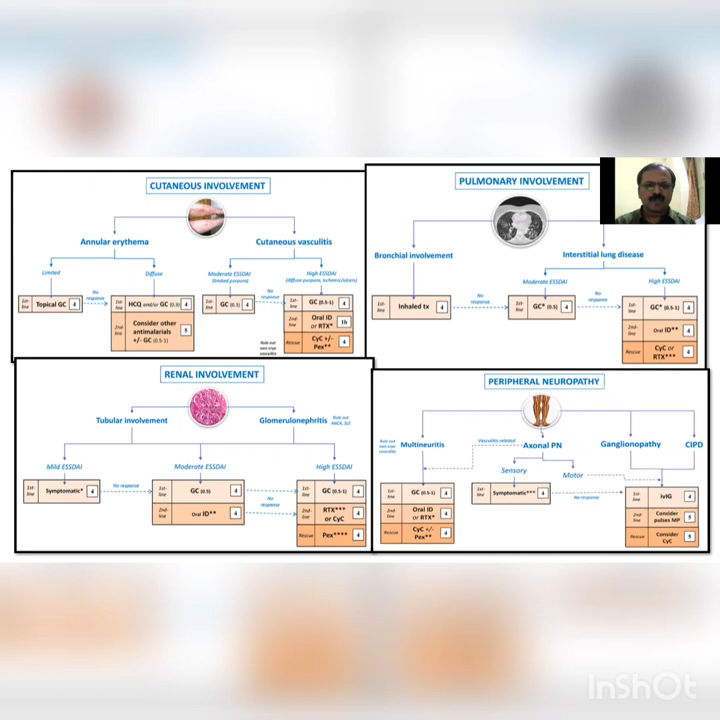 CUTANEOUS INVOLVEMENT
Annular erythema
Cutaneous vasculitis
Limited
Diffuse
Moderate ESSDAI
(limited purpura)
High ESSDAI
(diffuse purpura, ischemic/ulcers)
No response
No response
1st-line
Topical GC
4
1st-line
HCQ and/or GC (0.5)
4
2nd-line
Consider other antimalarials +/- GC (0.5-1)
5
1st-line
GC (0.3)
4
1st-line
GC (0.5-1)
4
2nd-line
Oral ID or RTX*
1b
Rescue
CyC +/- Pex**
4
Rule out non-cryo vasculitis
PULMONARY INVOLVEMENT
Bronchial involvement
Interstitial lung disease
Moderate ESSDAI
High ESSDAI
1st-line
Inhaled tx
4
No response
1st-line
GC* (0.5)
4
No response
1st-line
GC* (0.5-1)
4
2nd-line
Oral ID**
4
Rescue
CyC or RTX***
4
RENAL INVOLVEMENT
Tubular involvement
Glomerulonephritis
Rule out ANCA, SLE
Mild ESSDAI
Moderate ESSDAI
High ESSDAI
1st-line
Symptomatic*
4
No response
1st-line
GC (0.5)
4
2nd-line
Oral ID**
4
No response
1st-line
GC (0.5-1)
4
2nd-line
RTX*** or CyC
4
Rescue
Pex****
4
PERIPHERAL NEUROPATHY
Rule out non-cryo vasculitis
Multineuritis
Vasculitis-related
Axonal PN
Ganglionopathy
CIPD
Sensory
Motor
1st-line
GC (0.5-1)
4
2nd-line
Oral ID or RTX*
4
Rescue
CyC +/- Pex**
4
1st-line
Symptomatic***
4
No response
1st-line
ivIG
4
2nd-line
Consider pulses MP
5
Rescue
Consider CyC
5
InShOt